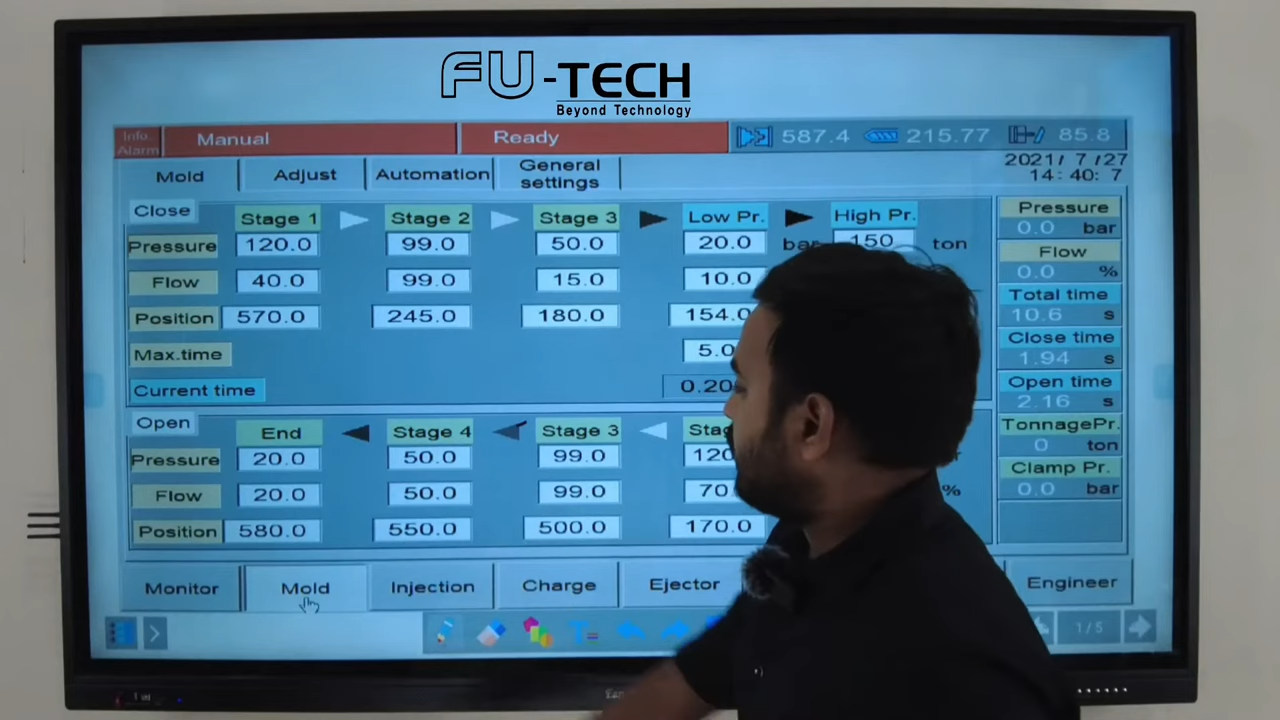 FU-TECH
Beyond Technology
Info. Alarm Manual Ready 587.4 215.77 85.8
2021/ 7 /27
14: 40: 7
Mold Adjust Automation General settings
Close Stage 1 Stage 2 Stage 3 Low Pr. High Pr.
Pressure 120.0 99.0 50.0 20.0 bar 150 ton
Flow 40.0 99.0 15.0 10.0
Position 570.0 245.0 180.0 154.0
Max.time 5.0
Current time 0.20
Open End Stage 4 Stage 3
Pressure 20.0 50.0 99.0 120
Flow 20.0 50.0 99.0 70 %
Position 580.0 550.0 500.0 170.0
Pressure
0.0 bar
Flow
0.0 %
Total time
10.6 s
Close time
1.94 s
Open time
2.16 s
TonnagePr.
0 ton
Clamp Pr.
0.0 bar
Monitor Mold Injection Charge Ejector Engineer
1/5